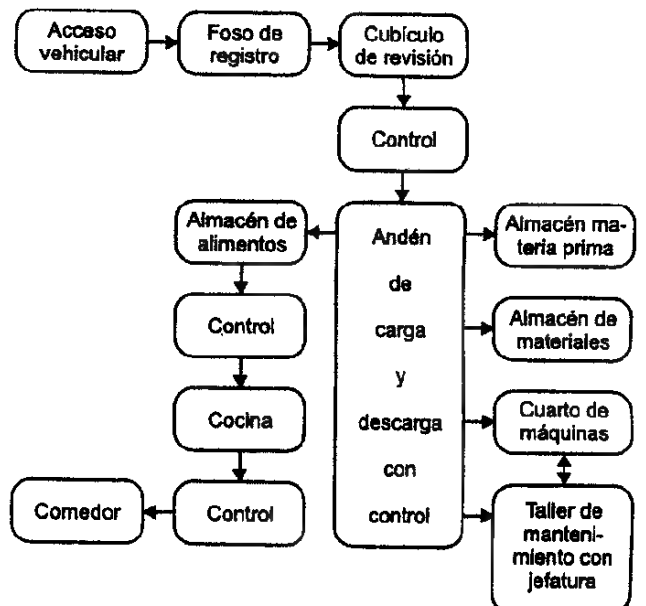 Acceso
vehicular
Foso de
registro
Cubículo
de revisión
Control
Almacén de
alimentos
Control
Cocina
Control
Comedor
Andén
de
carga
y
descarga
con
control
Almacén ma-
teria prima
Almacén de
materiales
Cuarto de
máquinas
Taller de
manteni-
miento con
jefatura